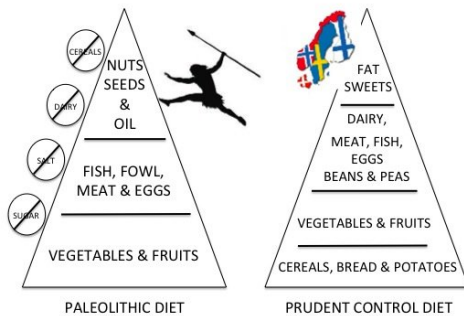 CEREALS
DAIRY
SALT
SUGAR
NUTS
SEEDS
&
OIL
FISH, FOWL,
MEAT & EGGS
VEGETABLES & FRUITS
PALEOLITHIC DIET
FAT
SWEETS
DAIRY,
MEAT, FISH,
EGGS
BEANS & PEAS
VEGETABLES & FRUITS
CEREALS, BREAD & POTATOES
PRUDENT CONTROL DIET